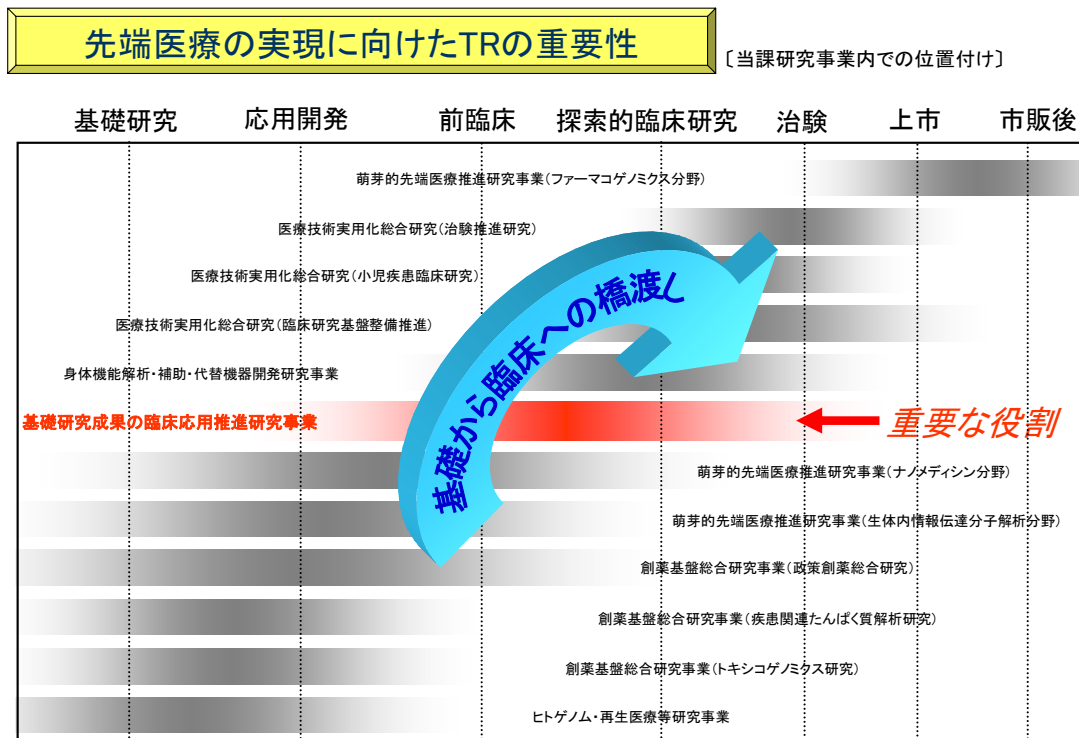 先端医療の実現に向けたTRの重要性
〔当課研究事業内での位置付け〕
基礎研究 応用開発 前臨床 探索的臨床研究 治験 上市 市販後
萌芽的先端医療推進研究事業(ファーマコゲノミクス分野)
医療技術実用化総合研究(治験推進研究)
医療技術実用化総合研究(小児疾患臨床研究)
医療技術実用化総合研究(臨床研究基盤整備推進)
身体機能解析・補助・代替機器開発研究事業
基礎研究成果の臨床応用推進研究事業
重要な役割
基礎から臨床への橋渡し
萌芽的先端医療推進研究事業(ナノメディシン分野)
萌芽的先端医療推進研究事業(生体内情報伝達分子解析分野)
創薬基盤総合研究事業(政策創薬総合研究)
創薬基盤総合研究事業(疾患関連たんぱく質解析研究)
創薬基盤総合研究事業(トキシコゲノミクス研究)
ヒトゲノム・再生医療等研究事業